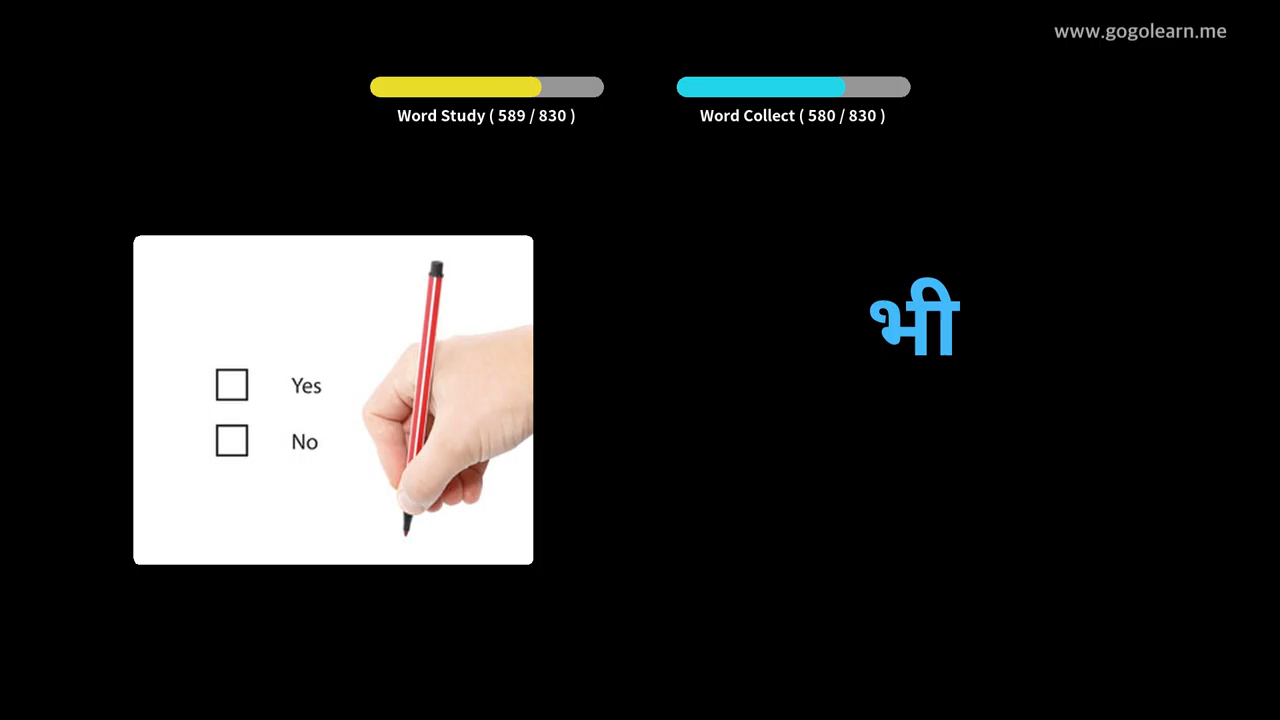 www.gogolearn.me
Word Study ( 589 / 830 )
Word Collect ( 580 / 830 )
Yes
No
भी